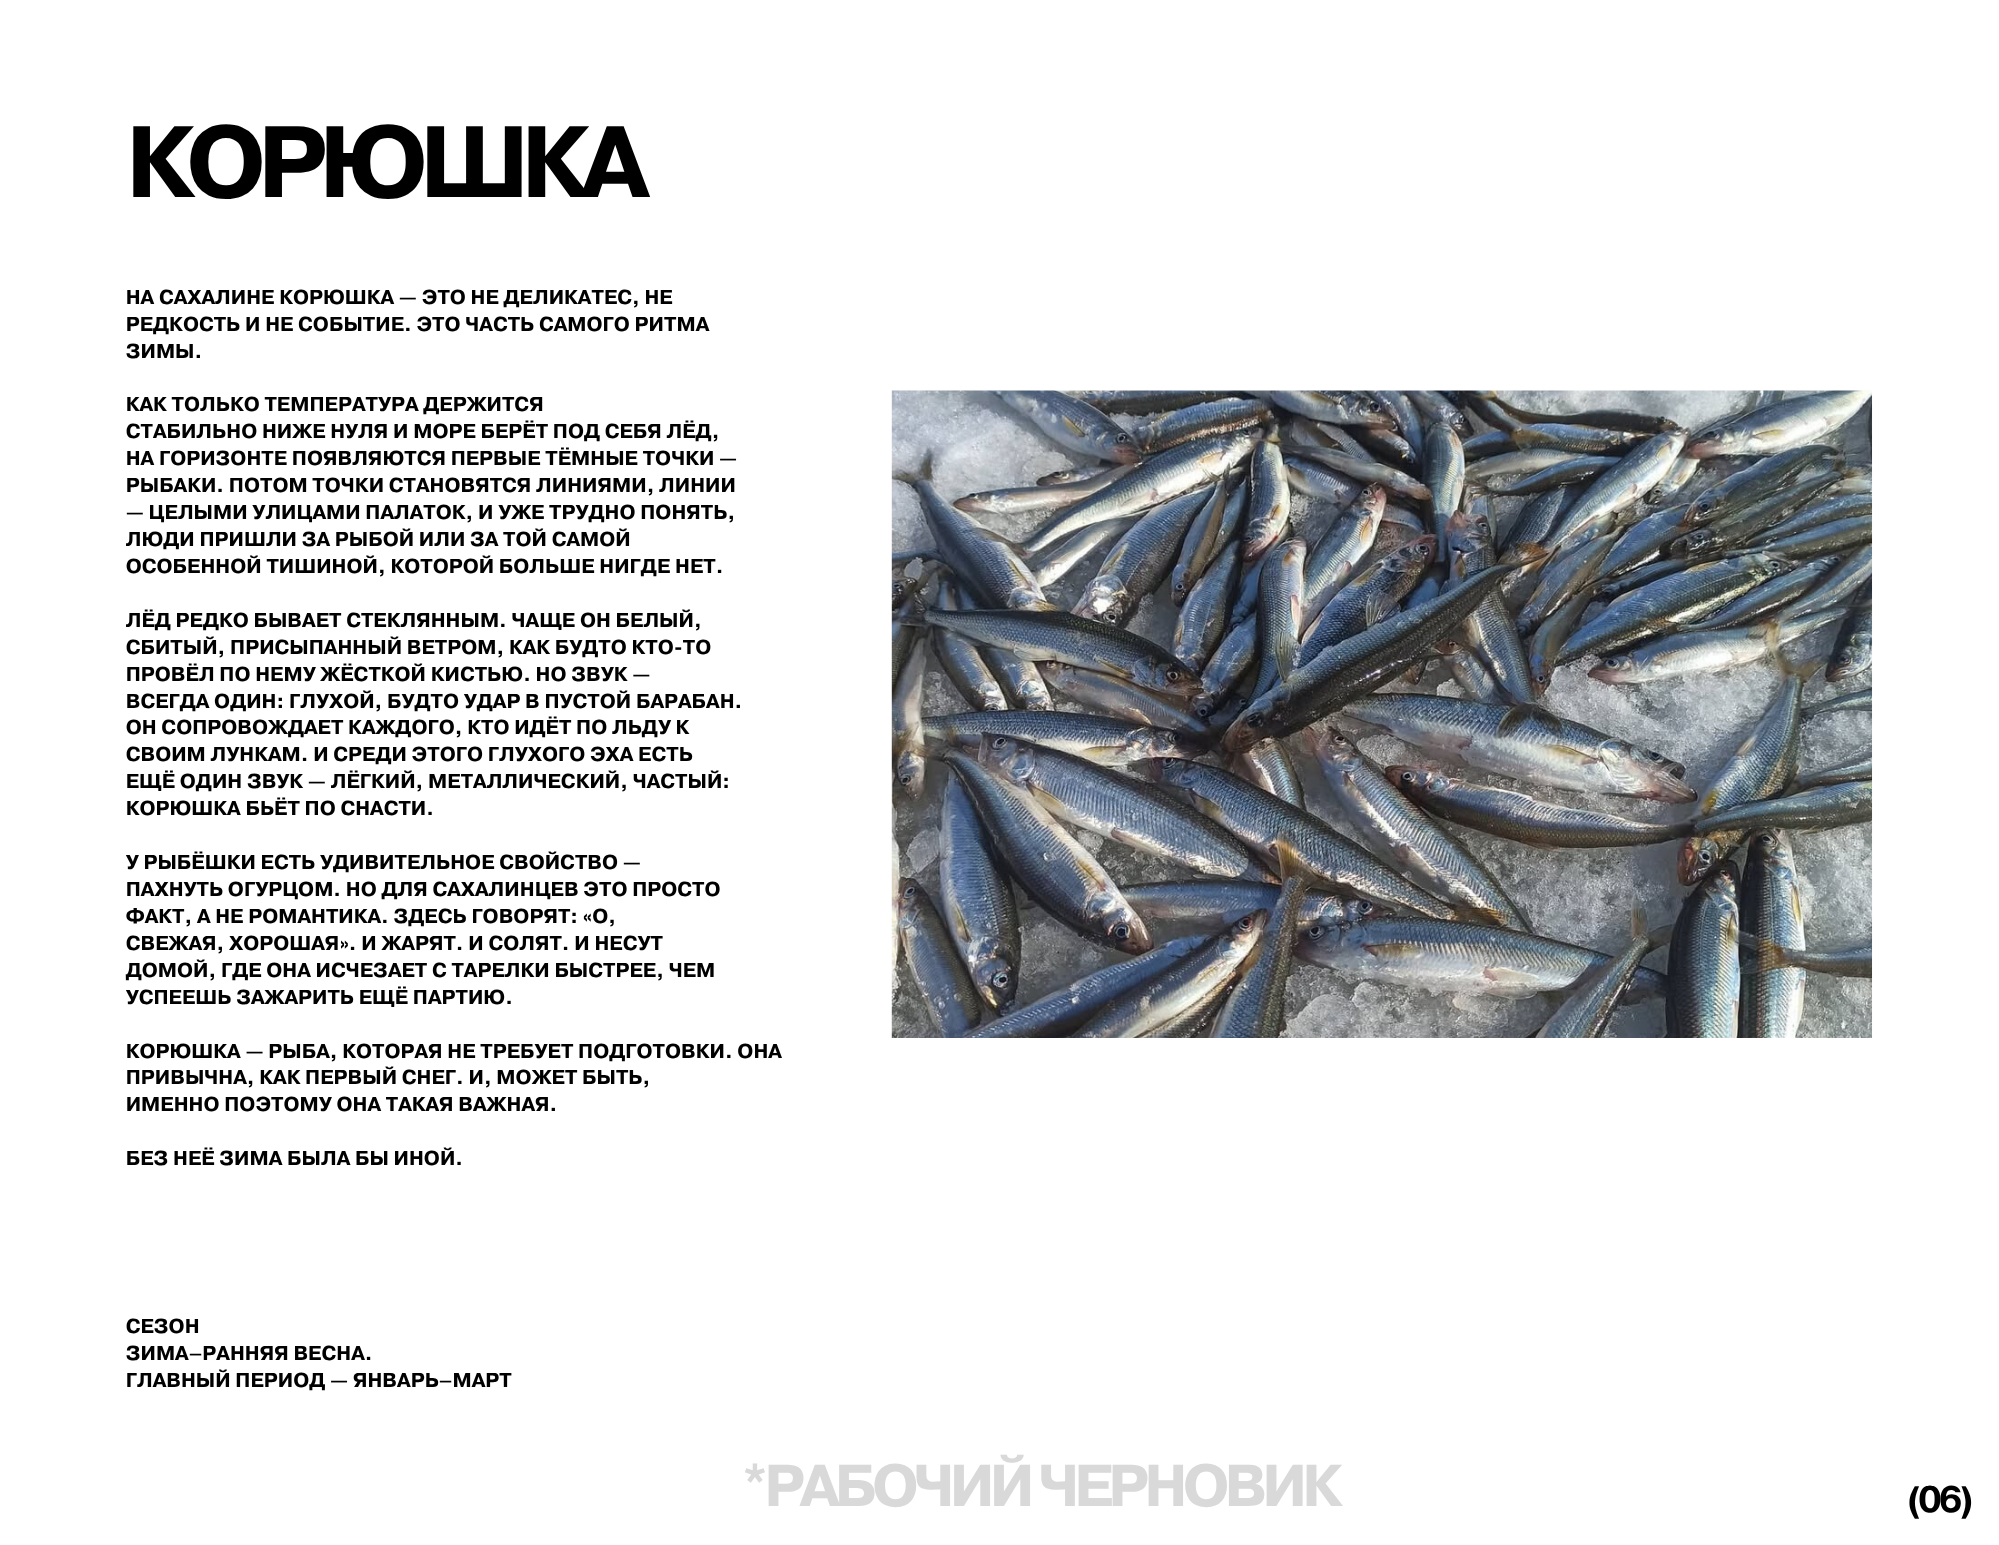 КОРЮШКА
НА САХАЛИНЕ КОРЮШКА — ЭТО НЕ ДЕЛИКАТЕС, НЕ
РЕДКОСТЬ И НЕ СОБЫТИЕ. ЭТО ЧАСТЬ САМОГО РИТМА
ЗИМЫ.
КАК ТОЛЬКО ТЕМПЕРАТУРА ДЕРЖИТСЯ
СТАБИЛЬНО НИЖЕ НУЛЯ И МОРЕ БЕРЁТ ПОД СЕБЯ ЛЁД,
НА ГОРИЗОНТЕ ПОЯВЛЯЮТСЯ ПЕРВЫЕ ТЁМНЫЕ ТОЧКИ —
РЫБАКИ. ПОТОМ ТОЧКИ СТАНОВЯТСЯ ЛИНИЯМИ, ЛИНИИ
— ЦЕЛЫМИ УЛИЦАМИ ПАЛАТОК, И УЖЕ ТРУДНО ПОНЯТЬ,
ЛЮДИ ПРИШЛИ ЗА РЫБОЙ ИЛИ ЗА ТОЙ САМОЙ
ОСОБЕННОЙ ТИШИНОЙ, КОТОРОЙ БОЛЬШЕ НИГДЕ НЕТ.
ЛЁД РЕДКО БЫВАЕТ СТЕКЛЯННЫМ. ЧАЩЕ ОН БЕЛЫЙ,
СБИТЫЙ, ПРИСЫПАННЫЙ ВЕТРОМ, КАК БУДТО КТО-ТО
ПРОВЁЛ ПО НЕМУ ЖЁСТКОЙ КИСТЬЮ. НО ЗВУК —
ВСЕГДА ОДИН: ГЛУХОЙ, БУДТО УДАР В ПУСТОЙ БАРАБАН.
ОН СОПРОВОЖДАЕТ КАЖДОГО, КТО ИДЁТ ПО ЛЬДУ К
СВОИМ ЛУНКАМ. И СРЕДИ ЭТОГО ГЛУХОГО ЭХА ЕСТЬ
ЕЩЁ ОДИН ЗВУК — ЛЁГКИЙ, МЕТАЛЛИЧЕСКИЙ, ЧАСТЫЙ:
КОРЮШКА БЬЁТ ПО СНАСТИ.
У РЫБЁШКИ ЕСТЬ УДИВИТЕЛЬНОЕ СВОЙСТВО —
ПАХНУТЬ ОГУРЦОМ. НО ДЛЯ САХАЛИНЦЕВ ЭТО ПРОСТО
ФАКТ, А НЕ РОМАНТИКА. ЗДЕСЬ ГОВОРЯТ: «О,
СВЕЖАЯ, ХОРОШАЯ». И ЖАРЯТ. И СОЛЯТ. И НЕСУТ
ДОМОЙ, ГДЕ ОНА ИСЧЕЗАЕТ С ТАРЕЛКИ БЫСТРЕЕ, ЧЕМ
УСПЕЕШЬ ЗАЖАРИТЬ ЕЩЁ ПАРТИЮ.
КОРЮШКА — РЫБА, КОТОРАЯ НЕ ТРЕБУЕТ ПОДГОТОВКИ. ОНА
ПРИВЫЧНА, КАК ПЕРВЫЙ СНЕГ. И, МОЖЕТ БЫТЬ,
ИМЕННО ПОЭТОМУ ОНА ТАКАЯ ВАЖНАЯ.
БЕЗ НЕЁ ЗИМА БЫЛА БЫ ИНОЙ.
СЕЗОН
ЗИМА–РАННЯЯ ВЕСНА.
ГЛАВНЫЙ ПЕРИОД — ЯНВАРЬ–МАРТ
*РАБОЧИЙ ЧЕРНОВИК
(06)